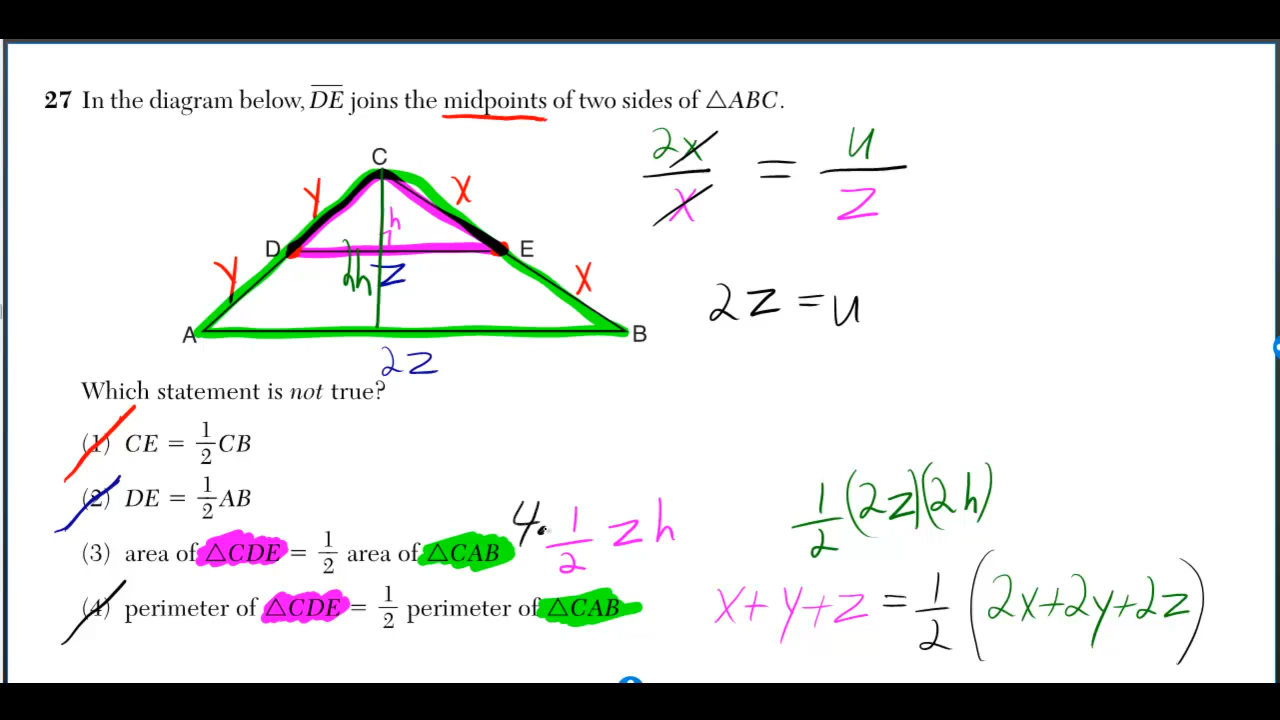 27 In the diagram below, DE joins the midpoints of two sides of △ABC.
2x/x = u/z
C
y x
h
D E
2h z
y x
A B
2z
2z = u
Which statement is not true?
(1) CE = 1/2 CB
(2) DE = 1/2 AB
1/2 (2z)(2h)
(3) area of △CDE = 1/2 area of △CAB 4· 1/2 zh
(4) perimeter of △CDE = 1/2 perimeter of △CAB
x+y+z = 1/2 (2x+2y+2z)